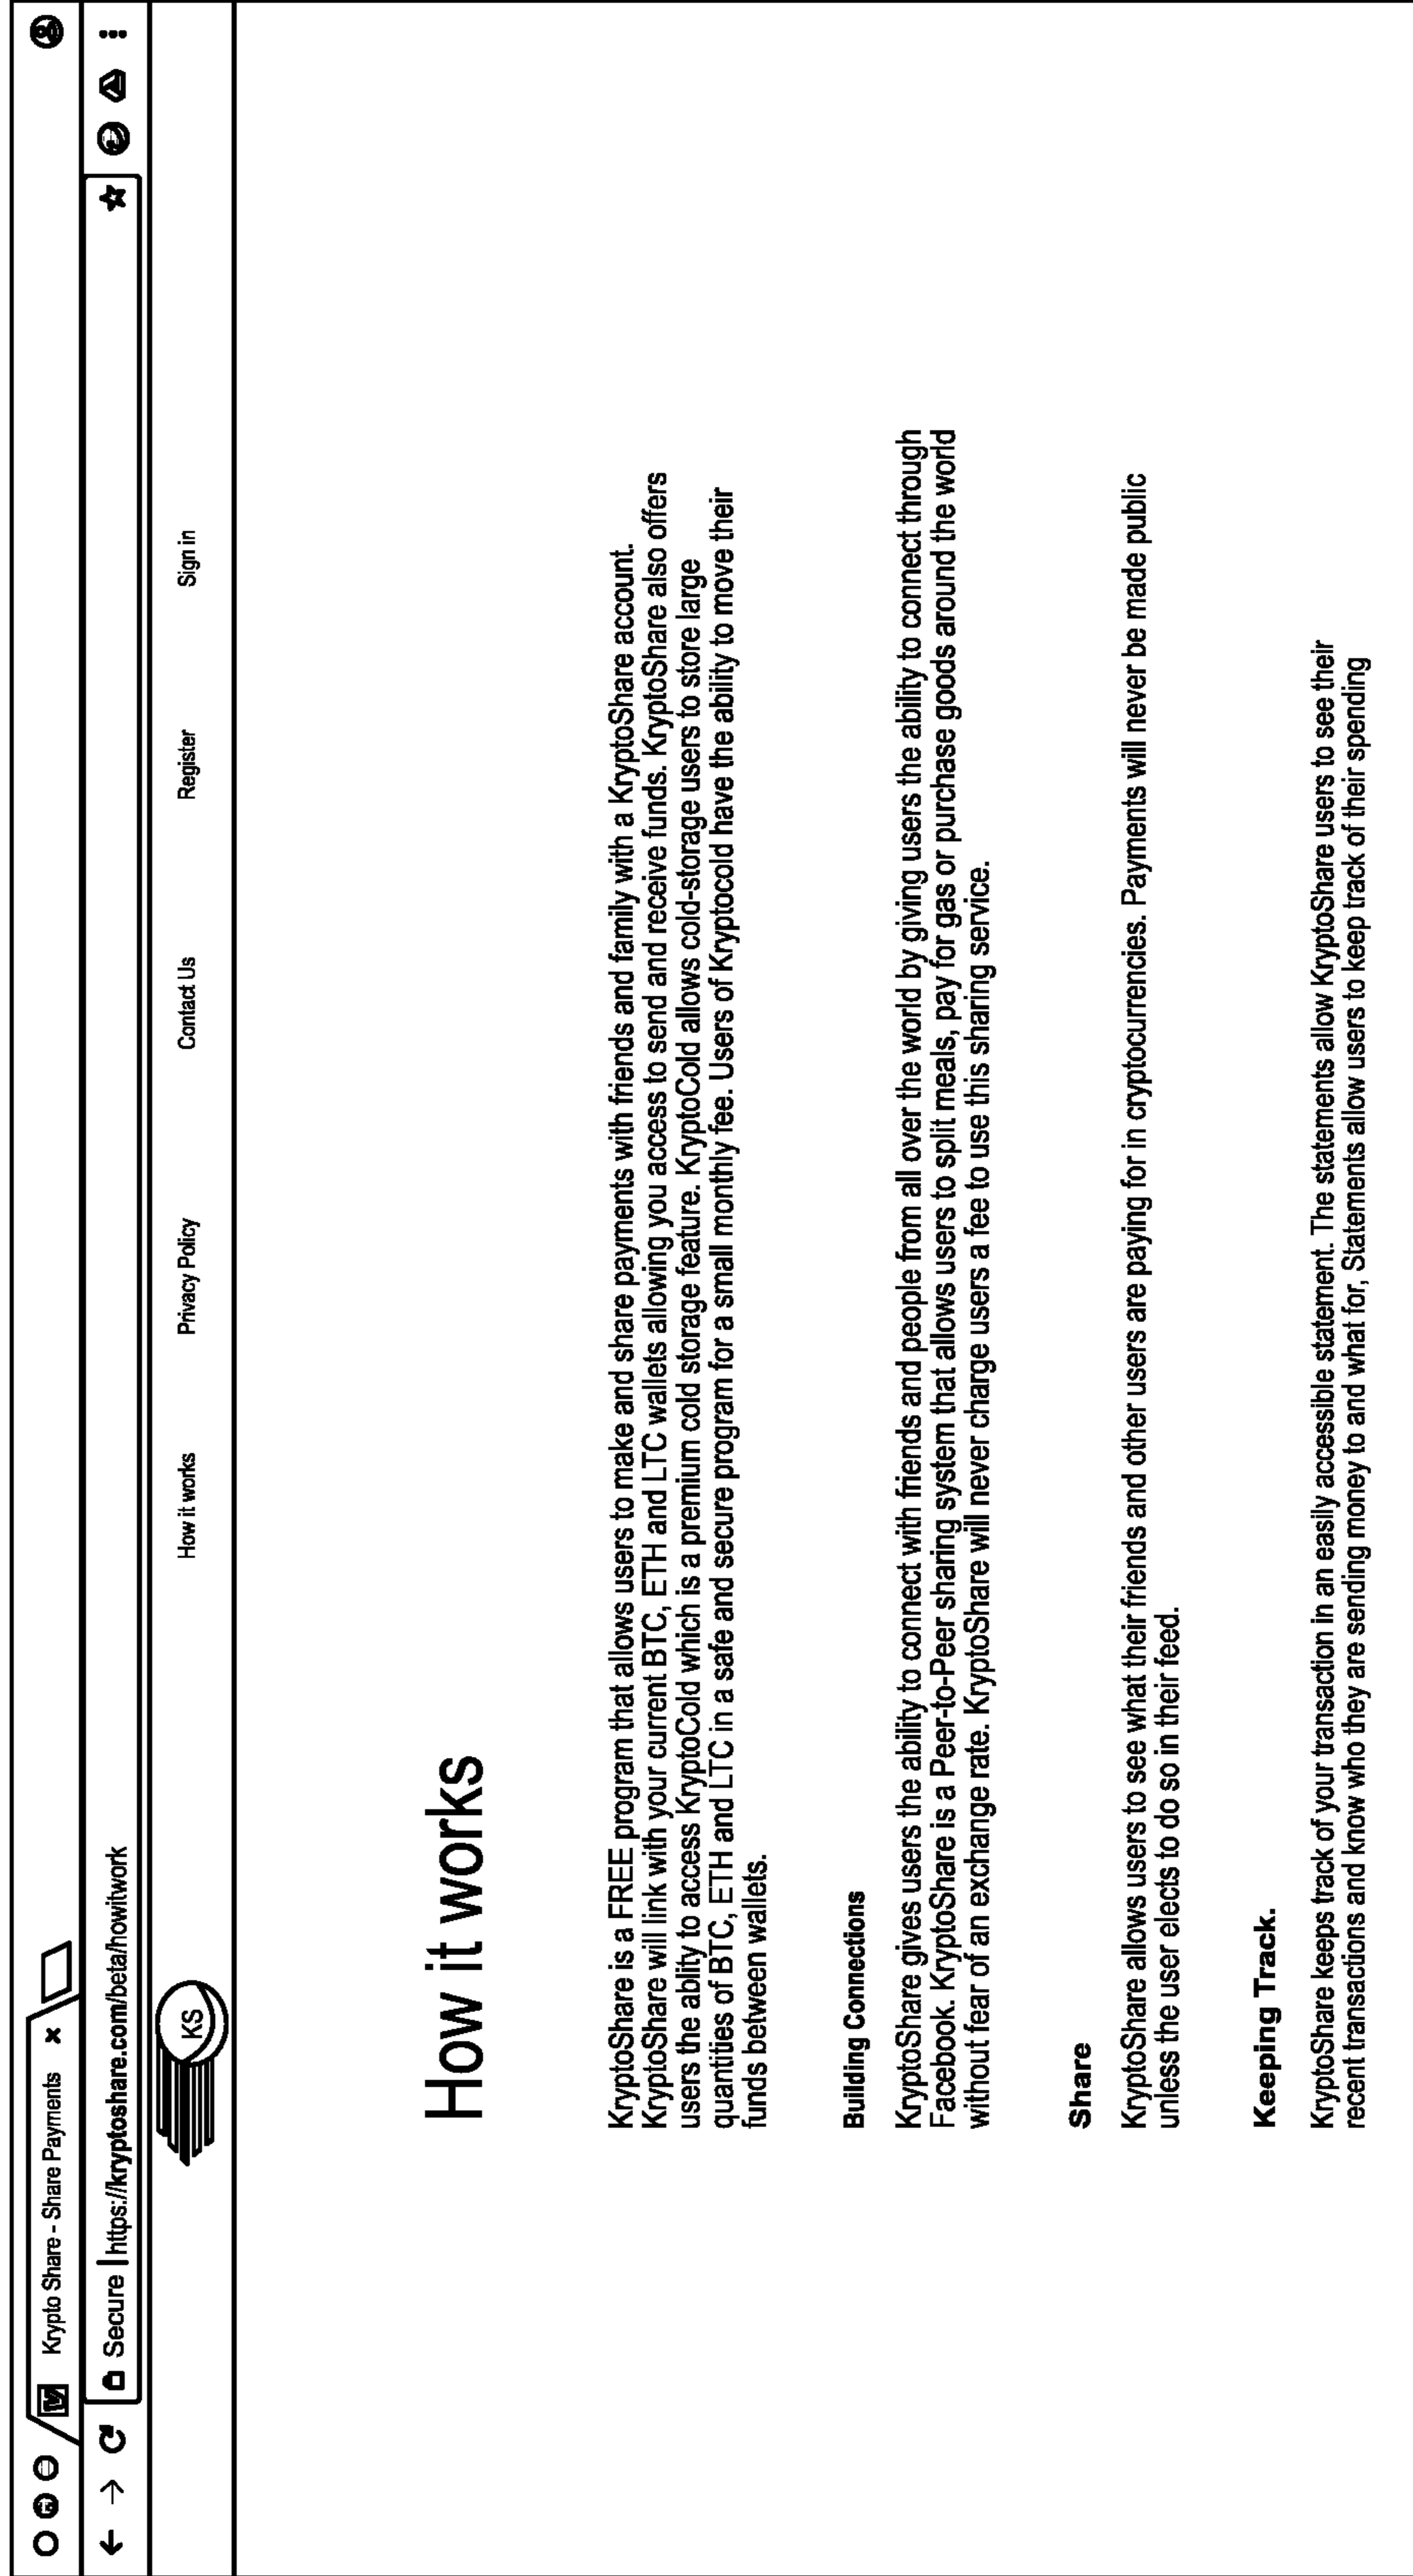 Krypto Share - Share Payments x
Secure | https://kryptoshare.com/beta/howitwork
KS
How it works
Privacy Policy
Contact Us
Register
Sign in
How it works
KryptoShare is a FREE program that allows users to make and share payments with friends and family with a KryptoShare account.
KryptoShare will link with your current BTC, ETH and LTC wallets allowing you access to send and receive funds. KryptoShare also offers
users the ablity to access KryptoCold which is a premium cold storage feature. KryptoCold allows cold-storage users to store large
quantities of BTC, ETH and LTC in a safe and secure program for a small monthly fee. Users of Kryptocold have the ability to move their
funds between wallets.
Building Connections
KryptoShare gives users the ability to connect with friends and people from all over the world by giving users the ability to connect through
Facebook. KryptoShare is a Peer-to-Peer sharing system that allows users to split meals, pay for gas or purchase goods around the world
without fear of an exchange rate. KryptoShare will never charge users a fee to use this sharing service.
Share
KryptoShare allows users to see what their friends and other users are paying for in cryptocurrencies. Payments will never be made public
unless the user elects to do so in their feed.
Keeping Track.
KryptoShare keeps track of your transaction in an easily accessible statement. The statements allow KryptoShare users to see their
recent transactions and know who they are sending money to and what for, Statements allow users to keep track of their spending